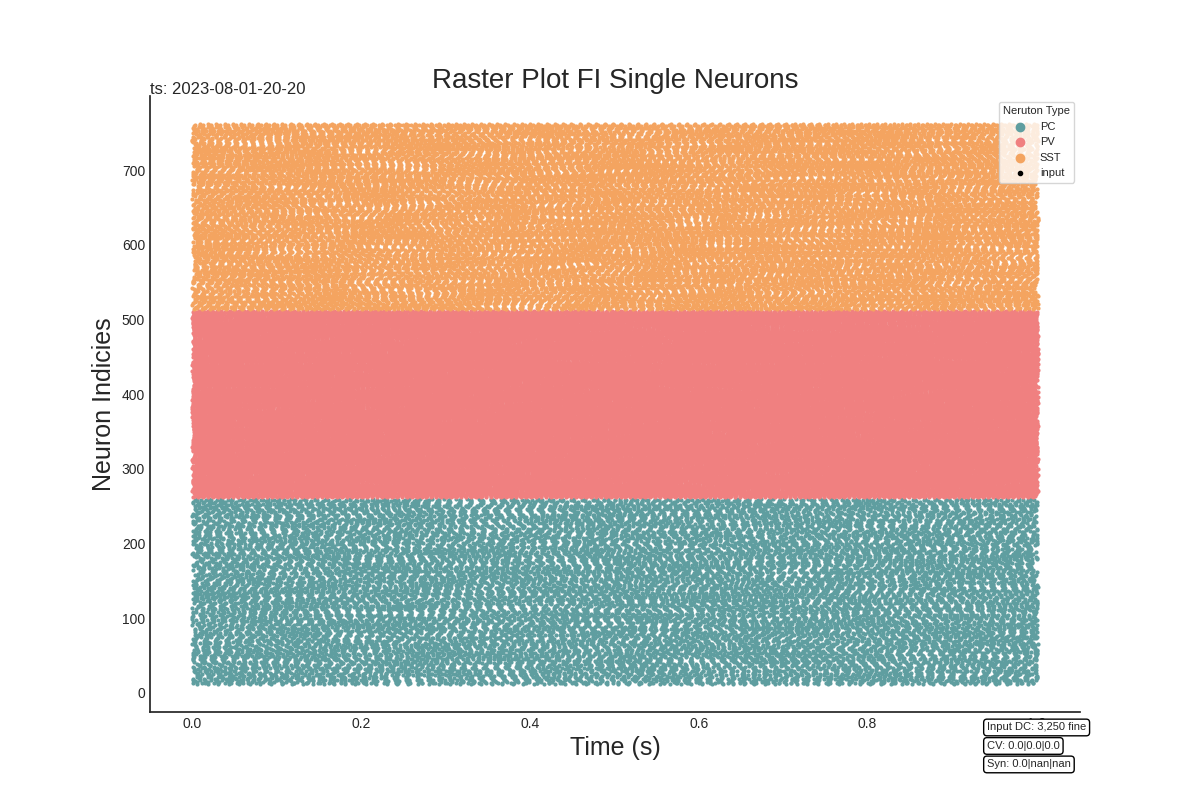 Raster Plot FI Single Neurons
ts: 2023-08-01-20-20
Neruton Type
PC
PV
SST
input
700
600
500
400
300
200
100
0
Neuron Indicies
0.0 0.2 0.4 0.6 0.8
Time (s)
Input DC: 3,250 fine
CV: 0.0|0.0|0.0
Syn: 0.0|nan|nan